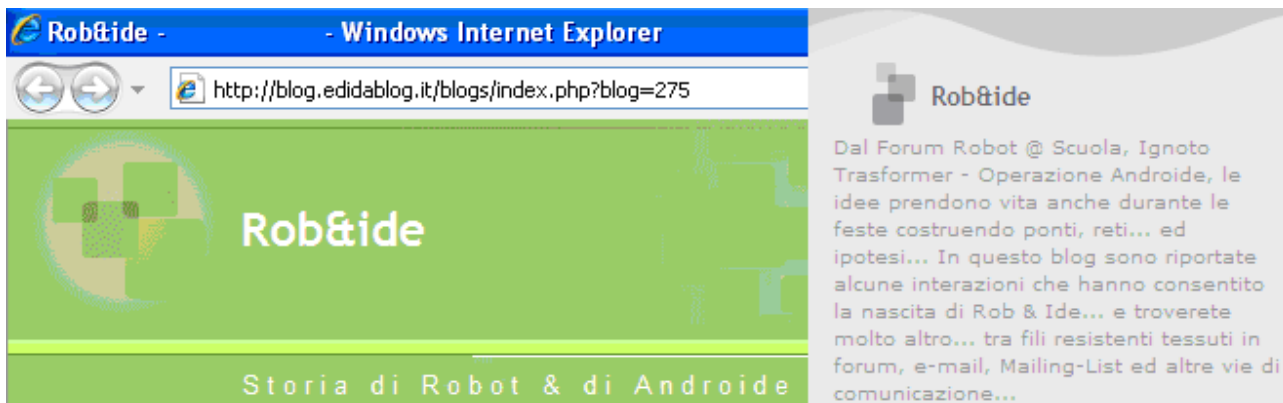 Rob&ide - - Windows Internet Explorer
http://blog.edidablog.it/blogs/index.php?blog=275
Rob&ide
Storia di Robot & di Androide
Rob&ide
Dal Forum Robot @ Scuola, Ignoto
Trasformer - Operazione Androide, le
idee prendono vita anche durante le
feste costruendo ponti, reti... ed
ipotesi... In questo blog sono riportate
alcune interazioni che hanno consentito
la nascita di Rob & Ide... e troverete
molto altro... tra fili resistenti tessuti in
forum, e-mail, Mailing-List ed altre vie di
comunicazione...